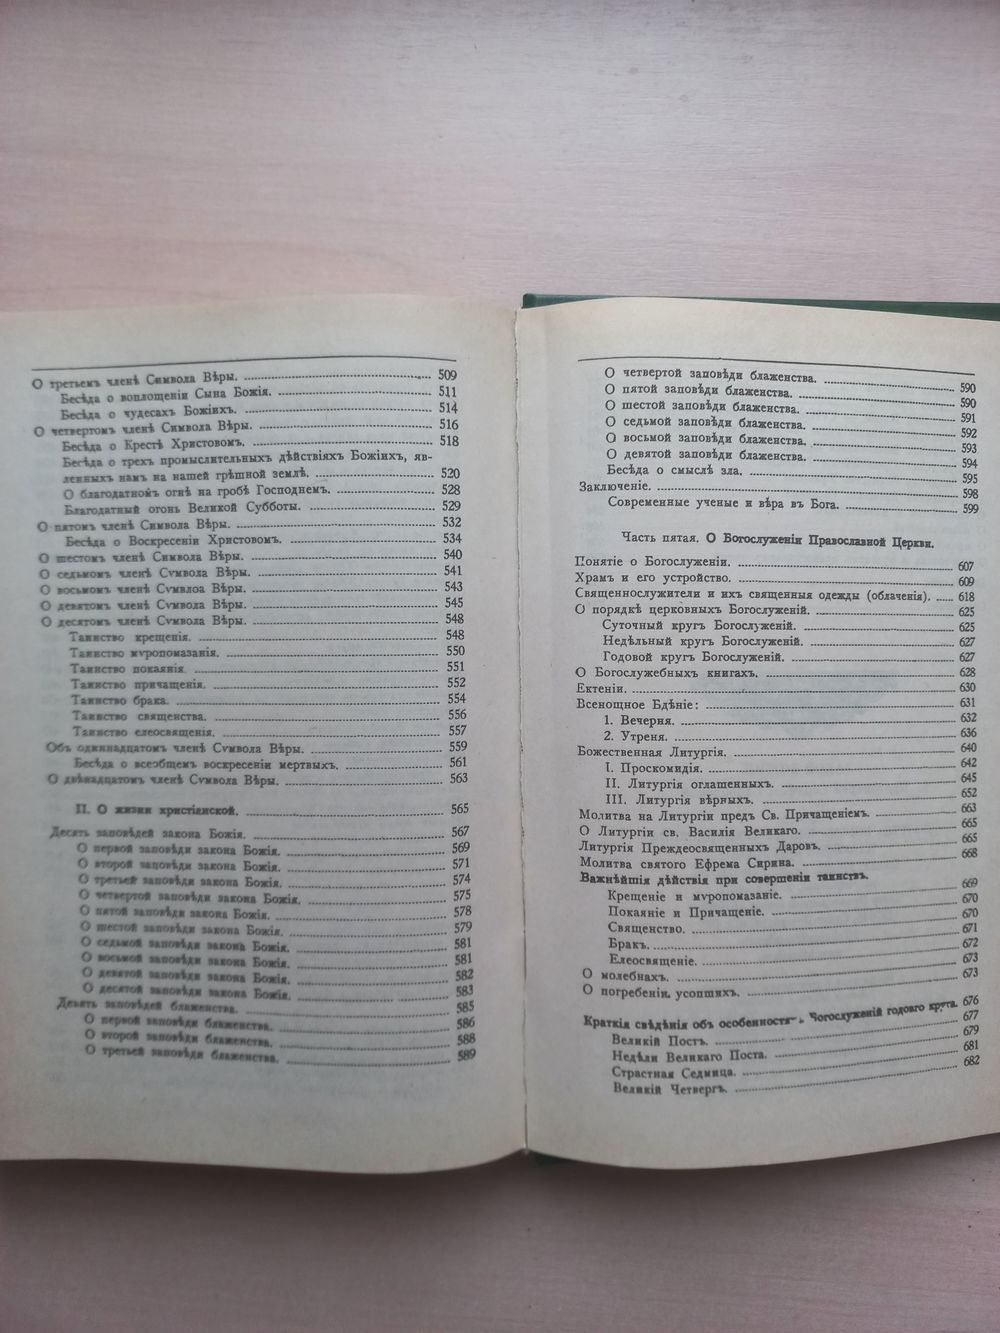 О третьемъ членѣ Символа Вѣры. 509
Бесѣда о воплощеніи Сына Божія. 511
Бесѣда о чудесахъ Божіихъ. 514
О четвертомъ членѣ Символа Вѣры. 516
Бесѣда о Крестѣ Христовомъ. 518
Бесѣда о трехъ промыслительныхъ дѣйствіяхъ Божіихъ, явленныхъ намъ на нашей грѣшной землѣ. 520
О благодатномъ огнѣ на гробѣ Господнемъ. 528
Благодатный огонь Великой Субботы. 529
О пятомъ членѣ Символа Вѣры. 532
Бесѣда о Воскресеніи Христовомъ. 534
О шестомъ членѣ Символа Вѣры. 540
О седьмомъ членѣ Сѵмвола Вѣры. 541
О восьмомъ членѣ Сѵмвлоа Вѣры. 543
О девятомъ членѣ Сѵмвола Вѣры. 545
О десятомъ членѣ Сѵмвола Вѣры. 548
Таинство крещенія. 548
Таинство мѵропомазанія. 550
Таинство покаянія. 551
Таинство причащенія. 552
Таинство брака. 554
Таинство священства. 556
Таинство елеосвященія. 557
Объ одиннадцатомъ членѣ Сѵмвола Вѣры. 559
Бесѣда о всеобщемъ воскресеніи мертвыхъ. 561
О двѣнадцатомъ членѣ Сѵмвола Вѣры. 563
II. О жизни христіанской. 565
Десять заповѣдей закона Божія. 567
О первой заповѣди закона Божія. 569
О второй заповѣди закона Божія. 571
О третьей заповѣди закона Божія. 574
О четвертой заповѣди закона Божія. 575
О пятой заповѣди закона Божія. 578
О шестой заповѣди закона Божія. 579
О седьмой заповѣди закона Божія. 581
О восьмой заповѣди закона Божія. 581
О девятой заповѣди закона Божія. 582
О десятой заповѣди закона Божія. 583
Девять заповѣдей блаженства. 585
О первой заповѣди блаженства. 586
О второй заповѣди блаженства. 588
О третьей заповѣди блаженства. 589
О четвертой заповѣди блаженства. 590
О пятой заповѣди блаженства. 590
О шестой заповѣди блаженства. 591
О седьмой заповѣди блаженства. 592
О восьмой заповѣди блаженства. 593
О девятой заповѣди блаженства. 594
Бесѣда о смыслѣ зла. 595
Заключеніе. 598
Современные ученые и вѣра въ Бога. 599
Часть пятая. О Богослуженіи Православной Церкви.
Понятіе о Богослуженіи. 607
Храмъ и его устройство. 609
Священнослужители и ихъ священныя одежды (облаченія). 618
О порядкѣ церковныхъ Богослуженій. 625
Суточный кругъ Богослуженій. 625
Недѣльный кругъ Богослуженій. 627
Годовой кругъ Богослуженій. 627
О Богослужебныхъ книгахъ. 628
Ектеніи. 630
Всенощное Бдѣніе: 631
1. Вечерня. 632
2. Утреня. 636
Божественная Литургія. 640
I. Проскомидія. 642
II. Литургія оглашенныхъ. 645
III. Литургія вѣрныхъ. 652
Молитва на Литургіи предъ Св. Причащеніемъ. 663
О Литургіи св. Василія Великаго. 665
Литургія Преждеосвященныхъ Даровъ. 665
Молитва святого Ефрема Сирина. 668
Важнѣйшія дѣйствія при совершеніи таинствъ. 669
Крещеніе и мѵропомазаніе. 670
Покаяніе и Причащеніе. 670
Священство. 671
Бракъ. 672
Елеосвященіе. 673
О молебнахъ. 673
О погребеніи усопшихъ. 676
Краткія свѣдѣнія объ особенностя Богослуженій годоваго круга. 677
Великій Постъ. 679
Недѣли Великаго Поста. 681
Страстная Седмица. 682
Великій Четвергъ.